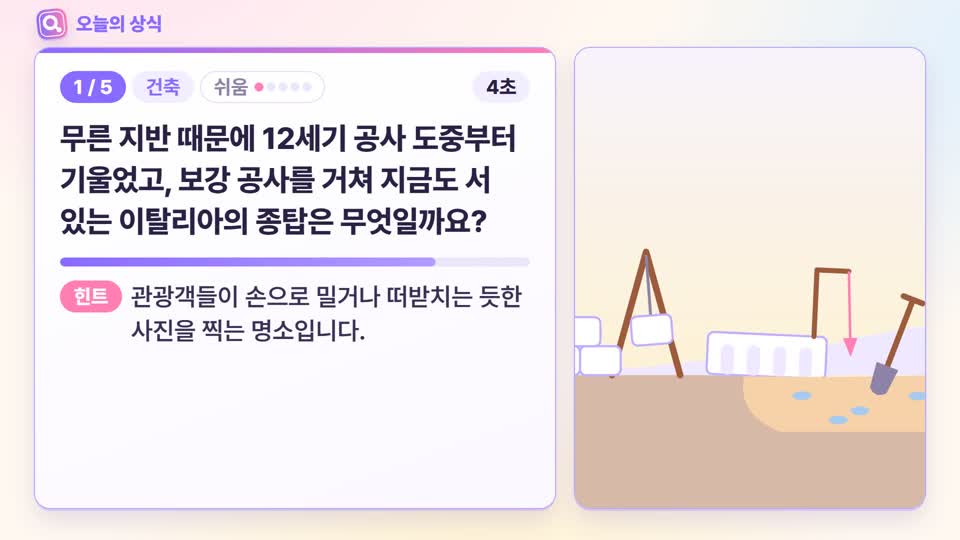 오늘의 상식
1 / 5
건축
쉬움
4초
무른 지반 때문에 12세기 공사 도중부터
기울었고, 보강 공사를 거쳐 지금도 서
있는 이탈리아의 종탑은 무엇일까요?
힌트
관광객들이 손으로 밀거나 떠받치는 듯한
사진을 찍는 명소입니다.